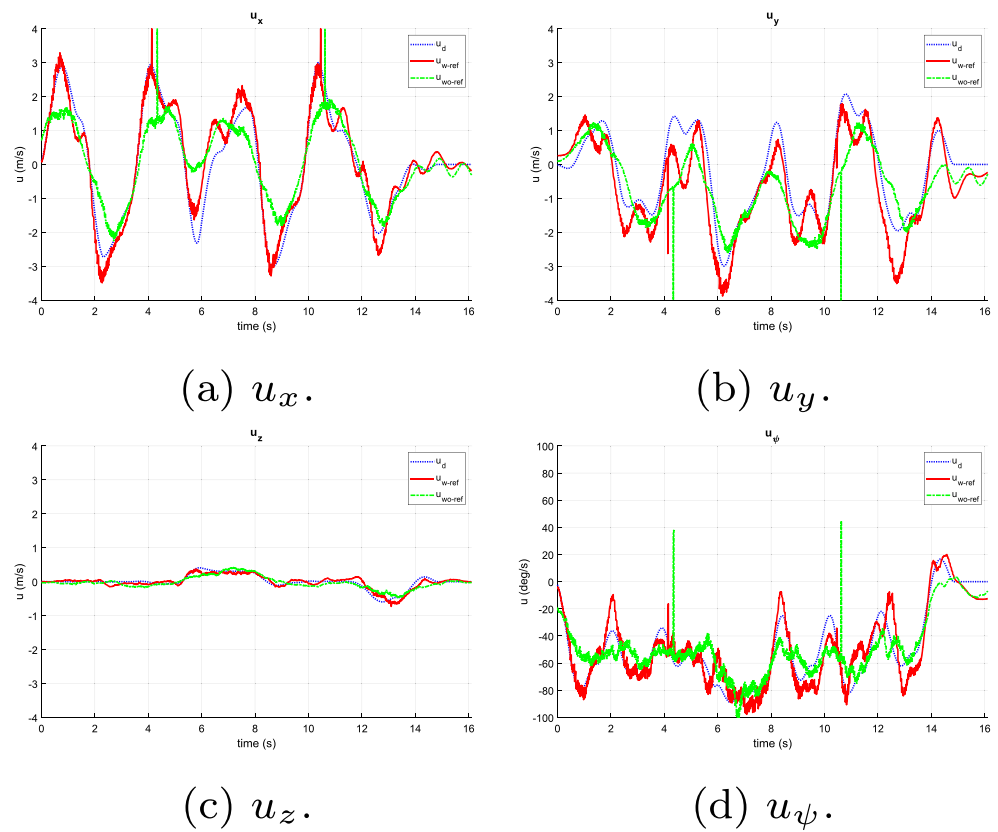 u_x
4
3
2
1
0
-1
-2
-3
-4
u (m/s)
0 2 4 6 8 10 12 14 16
time (s)
u_d
u_w-ref
u_wo-ref
(a) u_x.
u_y
4
3
2
1
0
-1
-2
-3
-4
u (m/s)
0 2 4 6 8 10 12 14 16
time (s)
u_d
u_w-ref
u_wo-ref
(b) u_y.
u_z
4
3
2
1
0
-1
-2
-3
-4
u (m/s)
0 2 4 6 8 10 12 14 16
time (s)
u_d
u_w-ref
u_wo-ref
(c) u_z.
u_ψ
100
80
60
40
20
0
-20
-40
-60
-80
-100
u (deg/s)
0 2 4 6 8 10 12 14 16
time (s)
u_d
u_w-ref
u_wo-ref
(d) u_ψ.